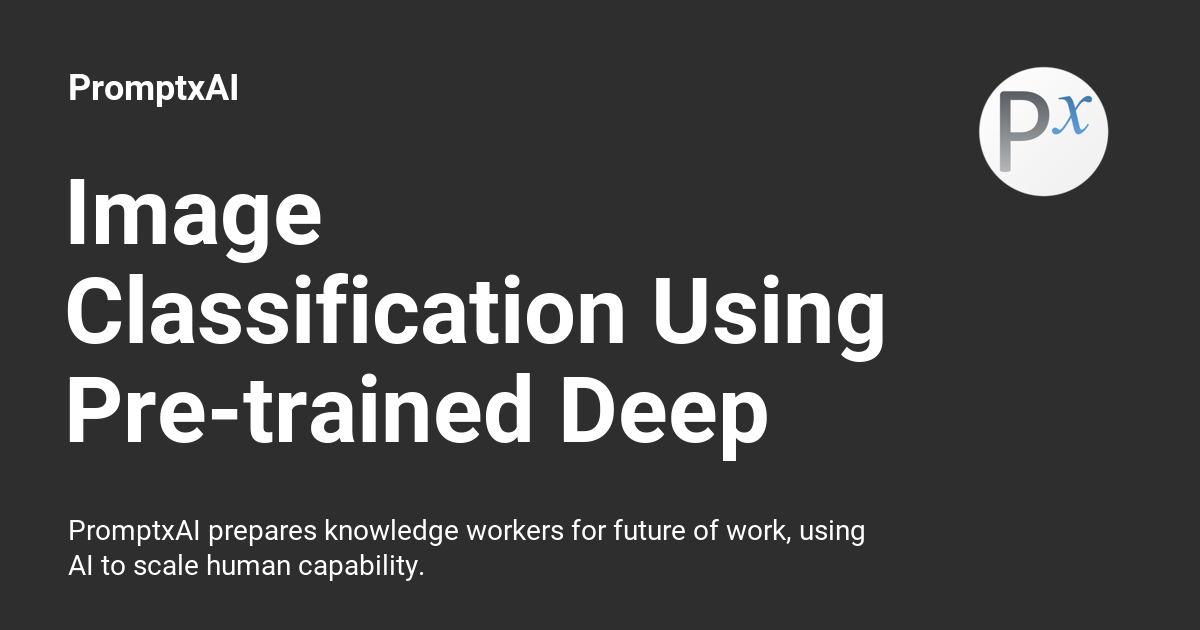 PromptxAI
Px
Image
Classification Using
Pre-trained Deep
PromptxAI prepares knowledge workers for future of work, using
AI to scale human capability.